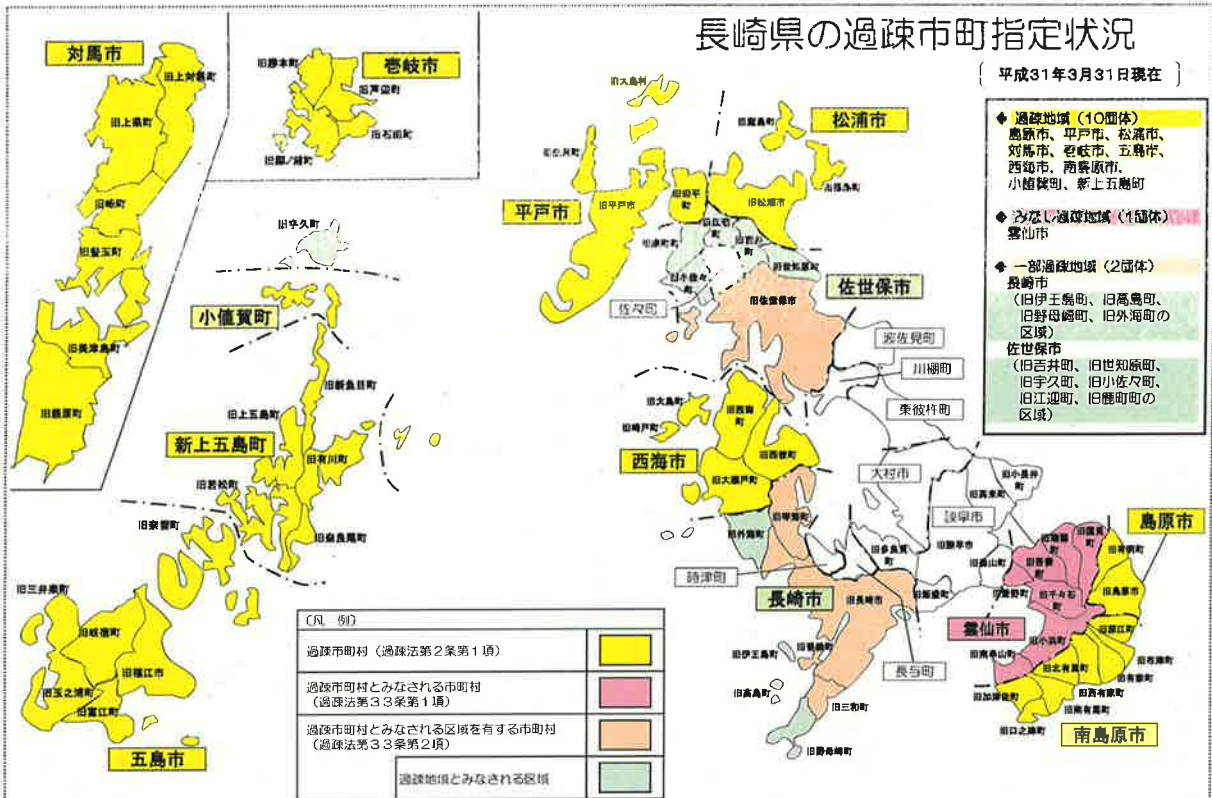 長崎県の過疎市町指定状況
平成31年3月31日現在
◆ 過疎地域（10団体）
島原市、平戸市、松浦市、
対馬市、壱岐市、五島市、
西海市、南島原市、
小値賀町、新上五島町
◆ みなし過疎地域（1団体）
雲仙市
◆ 一部過疎地域（2団体）
長崎市
（旧伊王島町、旧高島町、
旧野母崎町、旧外海町の
区域）
佐世保市
（旧吉井町、旧世知原町、
旧宇久町、旧小佐々町、
旧江迎町、旧鹿町町の
区域）
対馬市
旧上対馬町
旧上県町
旧峰町
旧豊玉町
旧美津島町
旧厳原町
壱岐市
旧勝本町
旧芦辺町
旧石田町
旧郷ノ浦町
旧宇久町
小値賀町
旧新魚目町
旧上五島町
新上五島町
旧有川町
旧若松町
旧奈良尾町
旧奈留町
旧三井楽町
旧岐宿町
旧福江市
旧玉之浦町
旧富江町
五島市
旧大島村
旧生月町
平戸市
旧平戸市
旧田平町
旧鷹島町
松浦市
旧福島町
旧松浦市
旧江迎町
旧鹿町町
旧吉井町
旧世知原町
旧小佐々町
佐々町
旧佐世保市
佐世保市
波佐見町
川棚町
東彼杵町
旧大島町
旧崎戸町
旧西海町
旧西彼町
西海市
旧大瀬戸町
大村市
旧小長井町
旧高来町
諫早市
旧外海町
旧琴海町
旧多良見町
旧諫早市
旧森山町
時津町
長崎市
旧長崎市
旧飯盛町
長与町
旧伊王島町
旧香焼町
旧高島町
旧三和町
旧野母崎町
旧瑞穂町
旧国見町
旧吾妻町
旧愛野町
旧千々石町
雲仙市
旧小浜町
旧南串山町
島原市
旧有明町
旧島原市
旧深江町
旧布津町
旧有家町
旧北有馬町
旧西有家町
旧加津佐町
旧南有馬町
旧口之津町
南島原市
〔凡 例〕
過疎市町村（過疎法第2条第1項）
過疎市町村とみなされる市町村
（過疎法第33条第1項）
過疎市町村とみなされる区域を有する市町村
（過疎法第33条第2項）
過疎地域とみなされる区域